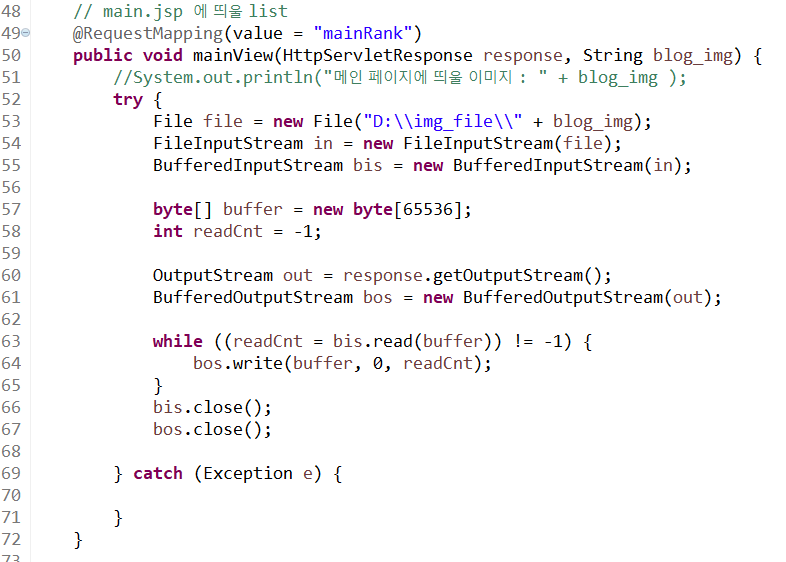 48 // main.jsp 에 띄울 list
49 @RequestMapping(value = "mainRank")
50 public void mainView(HttpServletResponse response, String blog_img) {
51 //System.out.println("메인 페이지에 띄울 이미지 : " + blog_img );
52 try {
53 File file = new File("D:\\img_file\\" + blog_img);
54 FileInputStream in = new FileInputStream(file);
55 BufferedInputStream bis = new BufferedInputStream(in);
56
57 byte[] buffer = new byte[65536];
58 int readCnt = -1;
59
60 OutputStream out = response.getOutputStream();
61 BufferedOutputStream bos = new BufferedOutputStream(out);
62
63 while ((readCnt = bis.read(buffer)) != -1) {
64 bos.write(buffer, 0, readCnt);
65 }
66 bis.close();
67 bos.close();
68
69 } catch (Exception e) {
70
71 }
72 }
73